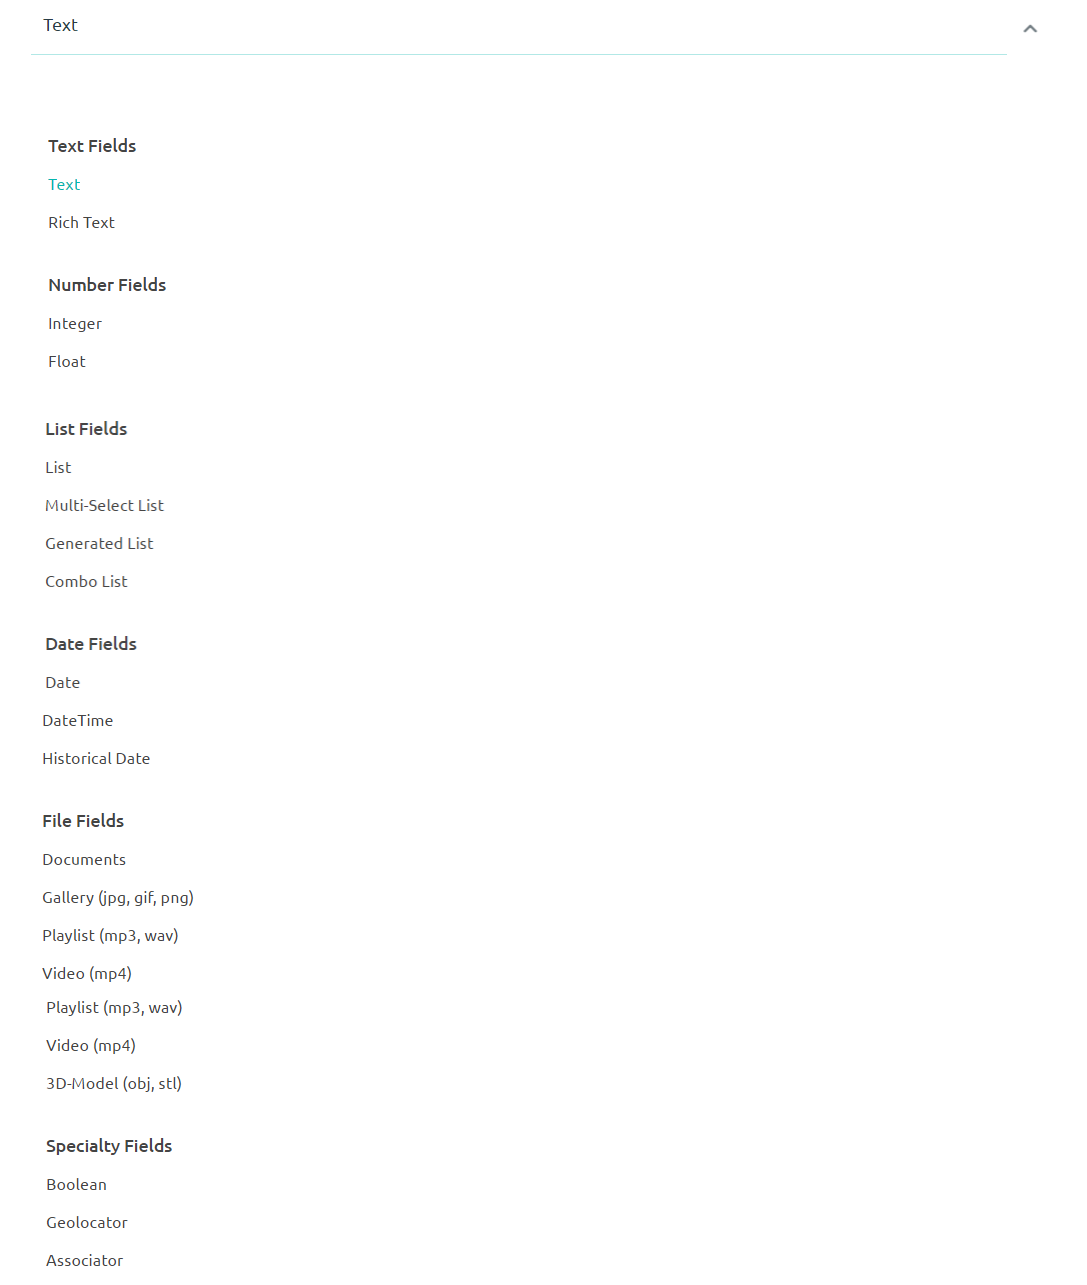 Text
Text Fields
Text
Rich Text
Number Fields
Integer
Float
List Fields
List
Multi-Select List
Generated List
Combo List
Date Fields
Date
DateTime
Historical Date
File Fields
Documents
Gallery (jpg, gif, png)
Playlist (mp3, wav)
Video (mp4)
Playlist (mp3, wav)
Video (mp4)
3D-Model (obj, stl)
Specialty Fields
Boolean
Geolocator
Associator